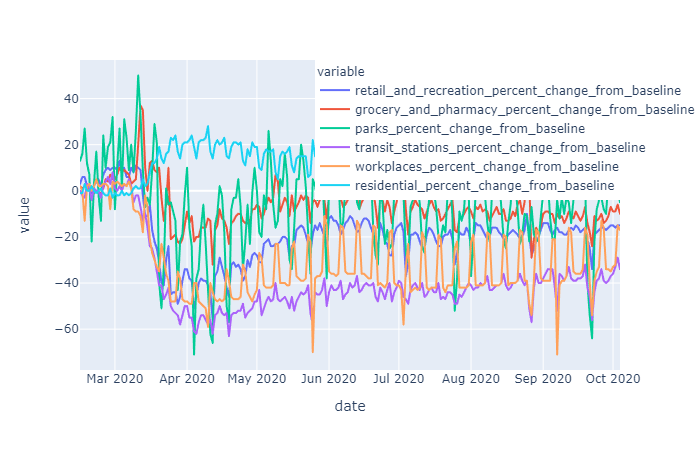 variable
retail_and_recreation_percent_change_from_baseline
grocery_and_pharmacy_percent_change_from_baseline
parks_percent_change_from_baseline
transit_stations_percent_change_from_baseline
workplaces_percent_change_from_baseline
residential_percent_change_from_baseline
40
20
0
−20
−40
−60
value
Mar 2020 Apr 2020 May 2020 Jun 2020 Jul 2020 Aug 2020 Sep 2020 Oct 2020
date